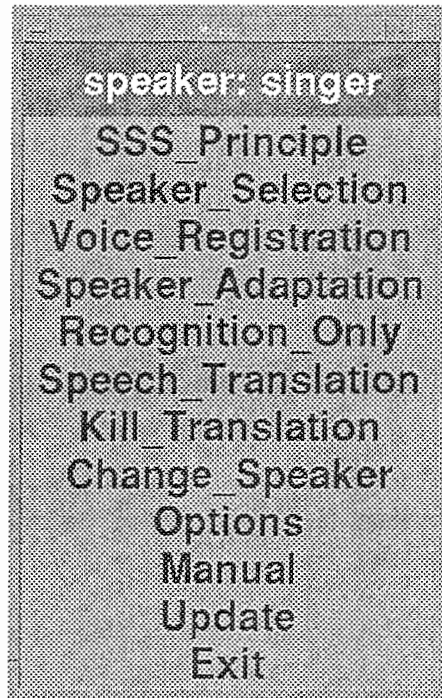 speaker: singer
SSS_Principle
Speaker_Selection
Voice_Registration
Speaker_Adaptation
Recognition_Only
Speech_Translation
Kill_Translation
Change_Speaker
Options
Manual
Update
Exit